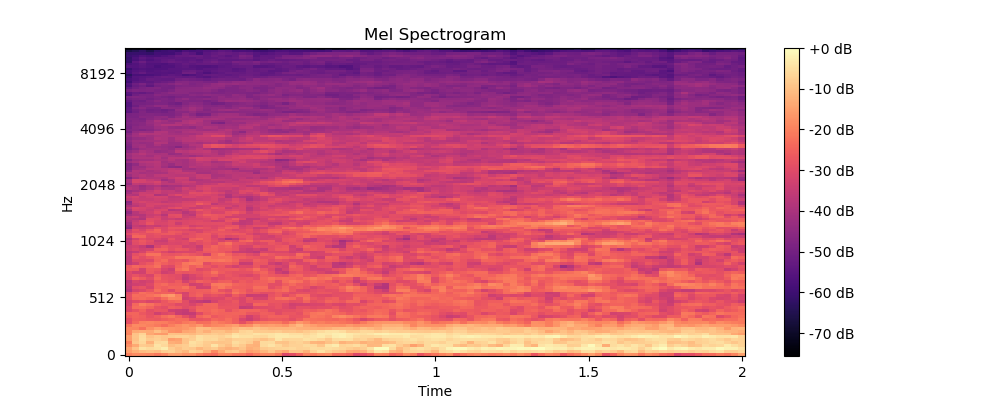 Mel Spectrogram
Hz
8192
4096
2048
1024
512
0
0
0.5
1
1.5
2
Time
+0 dB
-10 dB
-20 dB
-30 dB
-40 dB
-50 dB
-60 dB
-70 dB